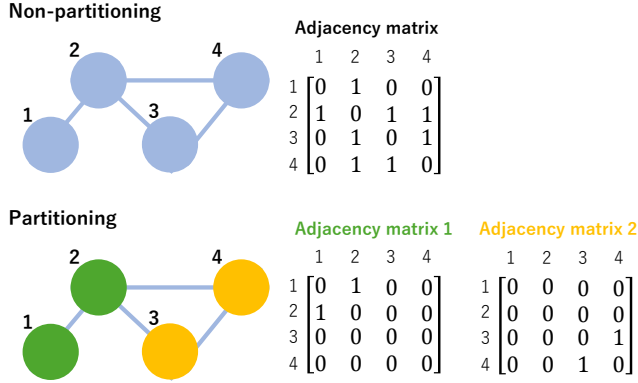 Non-partitioning
2
4
1
3
Adjacency matrix
1 2 3 4
1 [0 1 0 0]
2 [1 0 1 1]
3 [0 1 0 1]
4 [0 1 1 0]
Partitioning
2
4
1
3
Adjacency matrix 1
1 2 3 4
1 [0 1 0 0]
2 [1 0 0 0]
3 [0 0 0 0]
4 [0 0 0 0]
Adjacency matrix 2
1 2 3 4
1 [0 0 0 0]
2 [0 0 0 0]
3 [0 0 0 1]
4 [0 0 1 0]